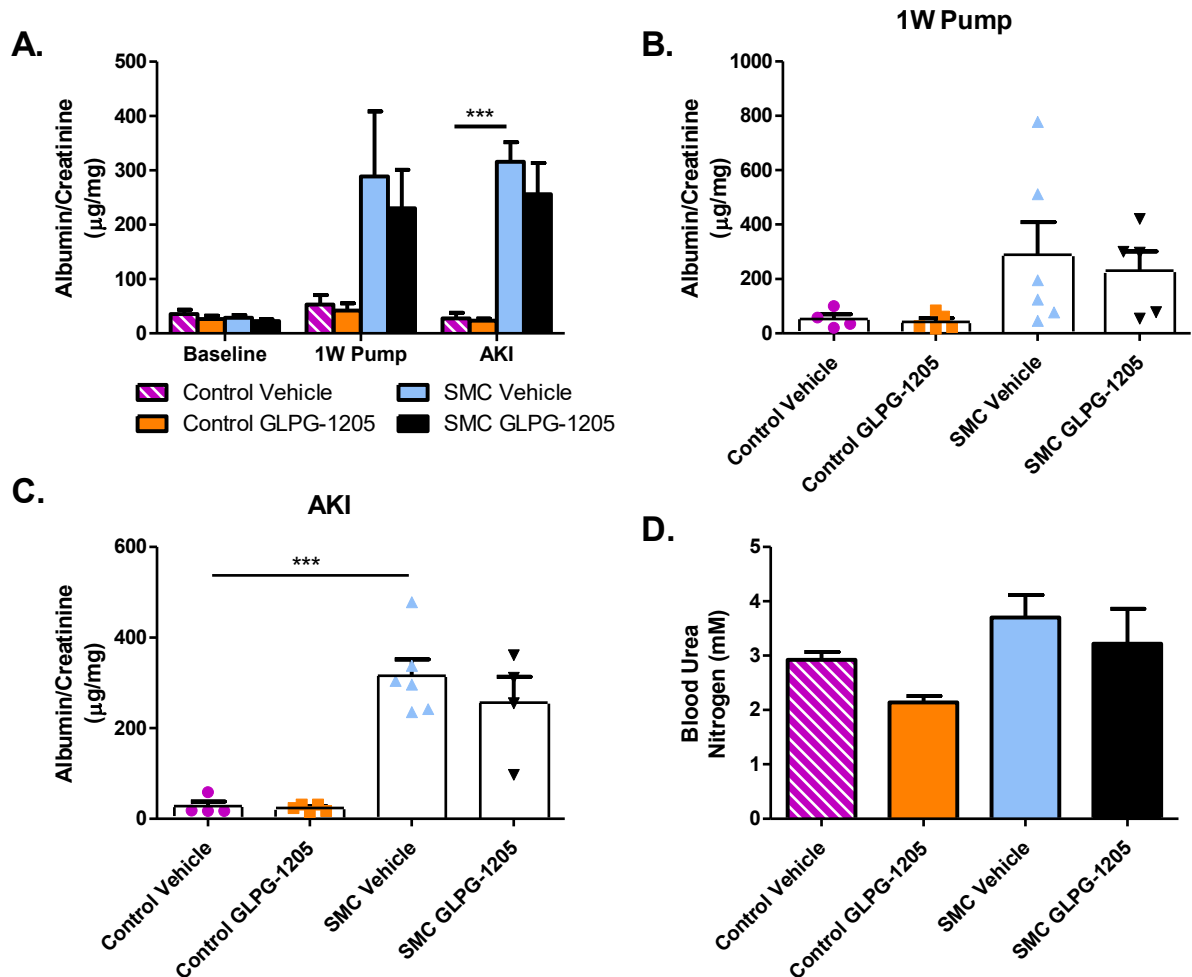 A.
Albumin/Creatinine
(µg/mg)
500
400
300
200
100
0
***
Baseline 1W Pump AKI
Control Vehicle SMC Vehicle
Control GLPG-1205 SMC GLPG-1205
B.
1W Pump
Albumin/Creatinine
(µg/mg)
1000
800
600
400
200
0
Control Vehicle
Control GLPG-1205
SMC Vehicle
SMC GLPG-1205
C.
AKI
Albumin/Creatinine
(µg/mg)
600
400
200
0
***
Control Vehicle
Control GLPG-1205
SMC Vehicle
SMC GLPG-1205
D.
Blood Urea
Nitrogen (mM)
5
4
3
2
1
0
Control Vehicle
Control GLPG-1205
SMC Vehicle
SMC GLPG-1205